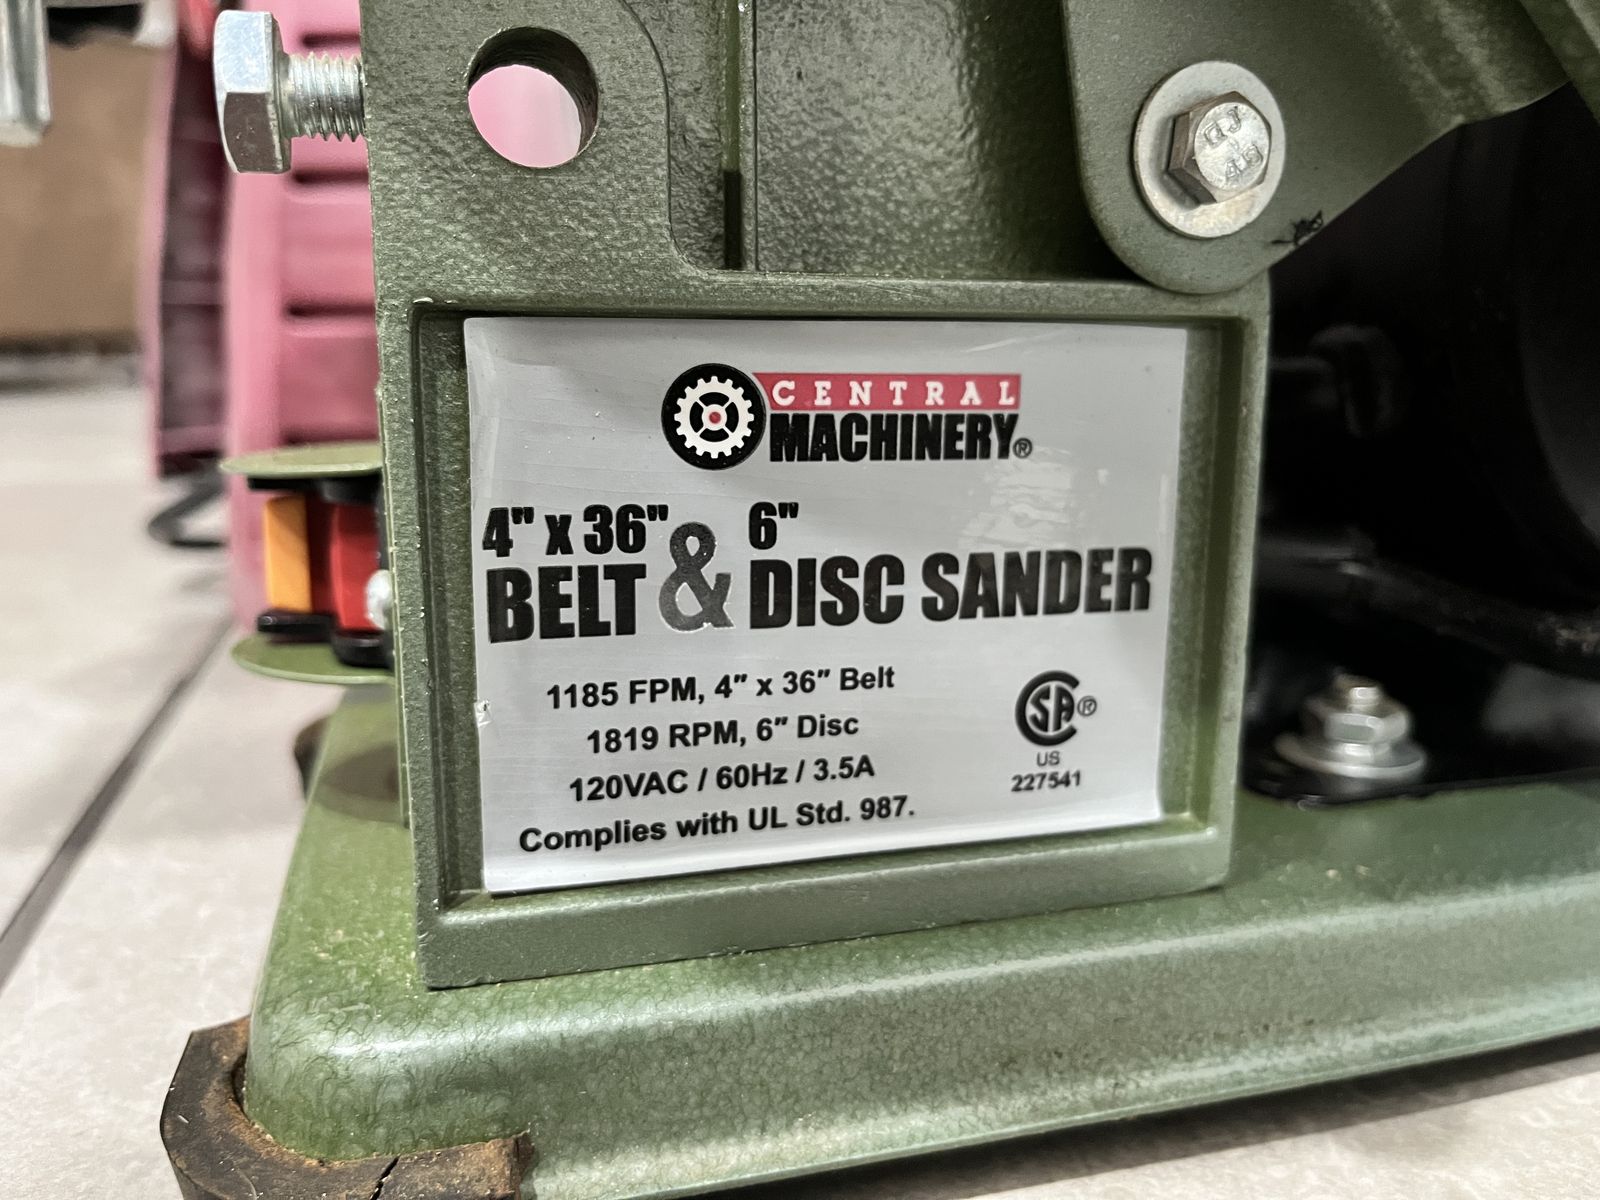 CENTRAL
MACHINERY®
4" x 36" & 6"
BELT DISC SANDER
1185 FPM, 4" x 36" Belt
1819 RPM, 6" Disc
120VAC / 60Hz / 3.5A
Complies with UL Std. 987.
SA®
US
227541